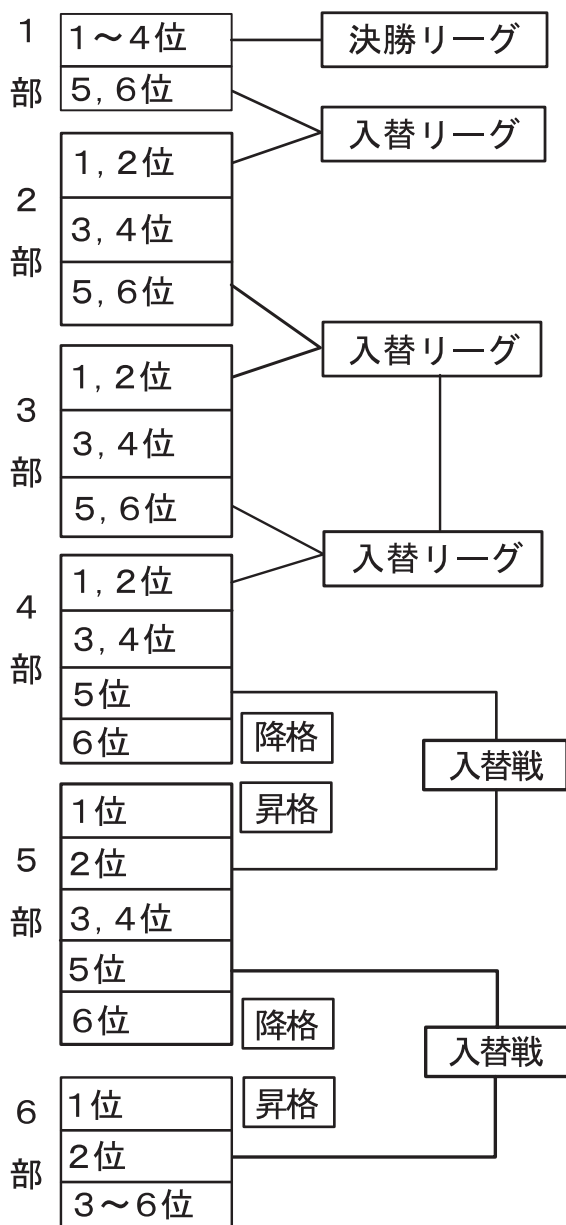 1部
1～4位
決勝リーグ
5,6位
入替リーグ
2部
1,2位
3,4位
5,6位
入替リーグ
3部
1,2位
3,4位
5,6位
入替リーグ
4部
1,2位
3,4位
5位
6位
降格
入替戦
5部
1位
昇格
2位
3,4位
5位
6位
降格
入替戦
6部
1位
昇格
2位
3～6位